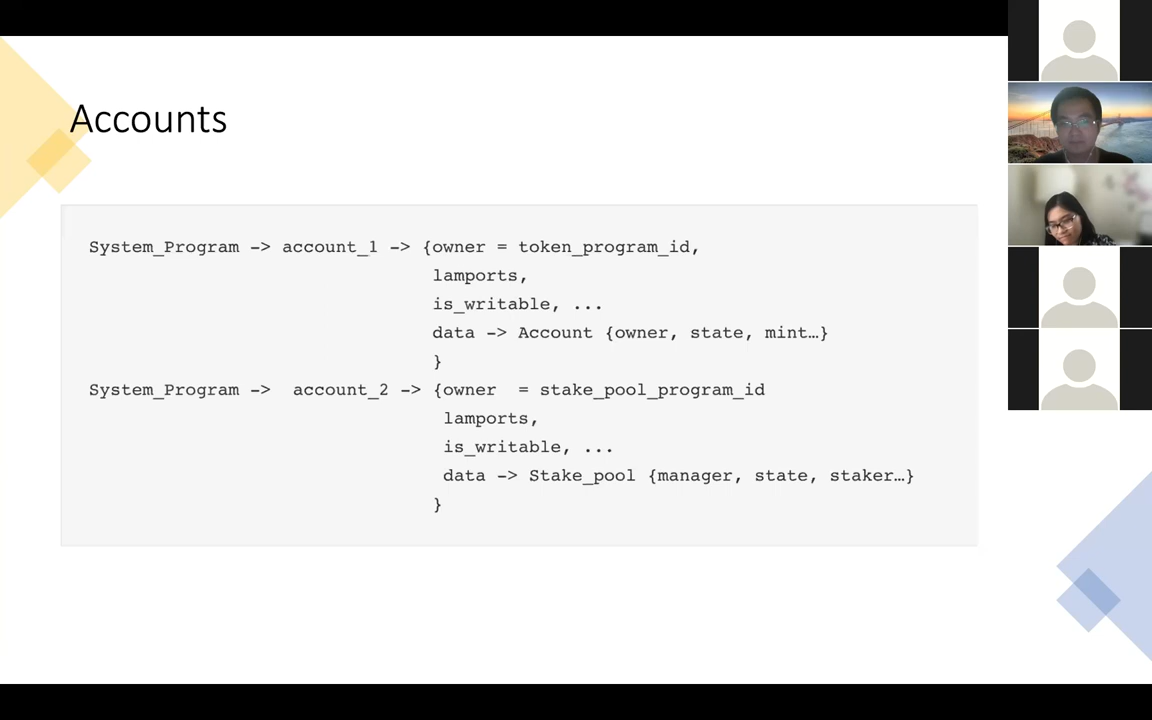 Accounts
System_Program -> account_1 -> {owner = token_program_id,
lamports,
is_writable, ...
data -> Account {owner, state, mint…}
}
System_Program -> account_2 -> {owner = stake_pool_program_id
lamports,
is_writable, ...
data -> Stake_pool {manager, state, staker…}
}